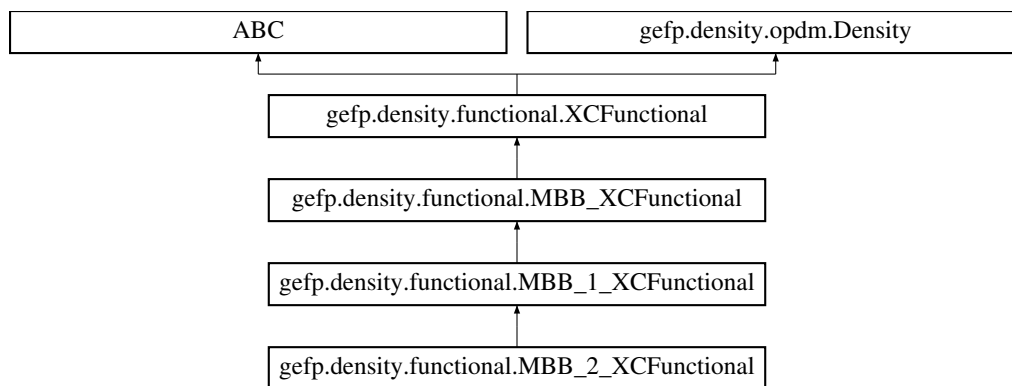 ABC
gefp.density.opdm.Density
gefp.density.functional.XCFunctional
gefp.density.functional.MBB_XCFunctional
gefp.density.functional.MBB_1_XCFunctional
gefp.density.functional.MBB_2_XCFunctional